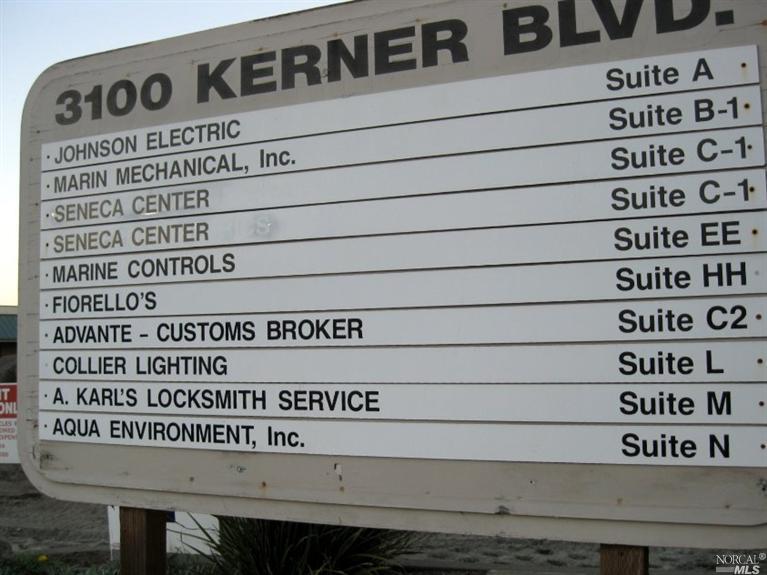 3100 KERNER BLVD.
· JOHNSON ELECTRIC Suite A
· MARIN MECHANICAL, Inc. Suite B-1
· SENECA CENTER Suite C-1
· SENECA CENTER Suite C-1
· MARINE CONTROLS Suite EE
· FIORELLO'S Suite HH
· ADVANTE - CUSTOMS BROKER Suite C2
COLLIER LIGHTING Suite L
· A. KARL'S LOCKSMITH SERVICE Suite M
· AQUA ENVIRONMENT, Inc. Suite N
NORCAL®
MLS